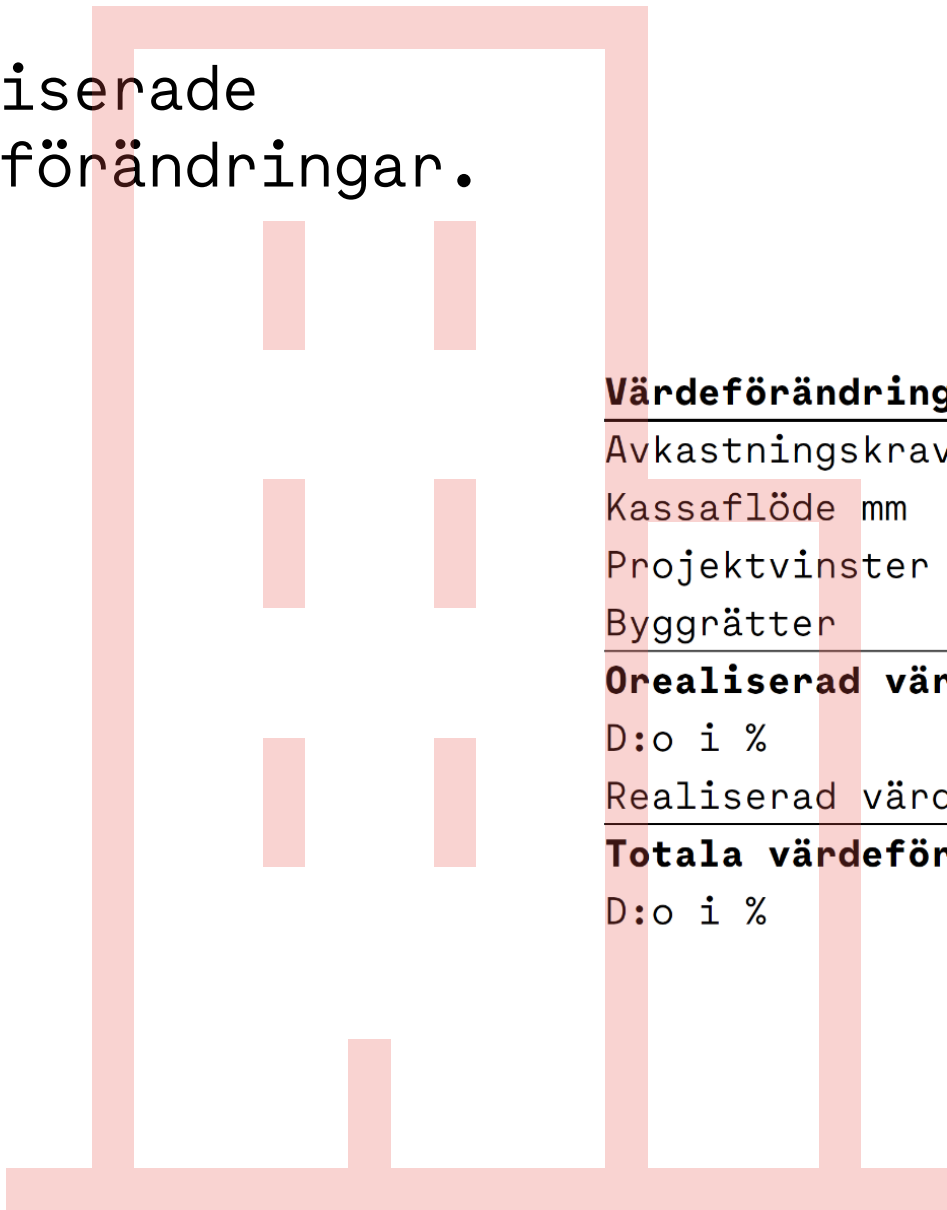 iserade
förändringar.
Värdeförändring
Avkastningskrav
Kassaflöde mm
Projektvinster
Byggrätter
Orealiserad vär
D:o i %
Realiserad värd
Totala värdeför
D:o i %